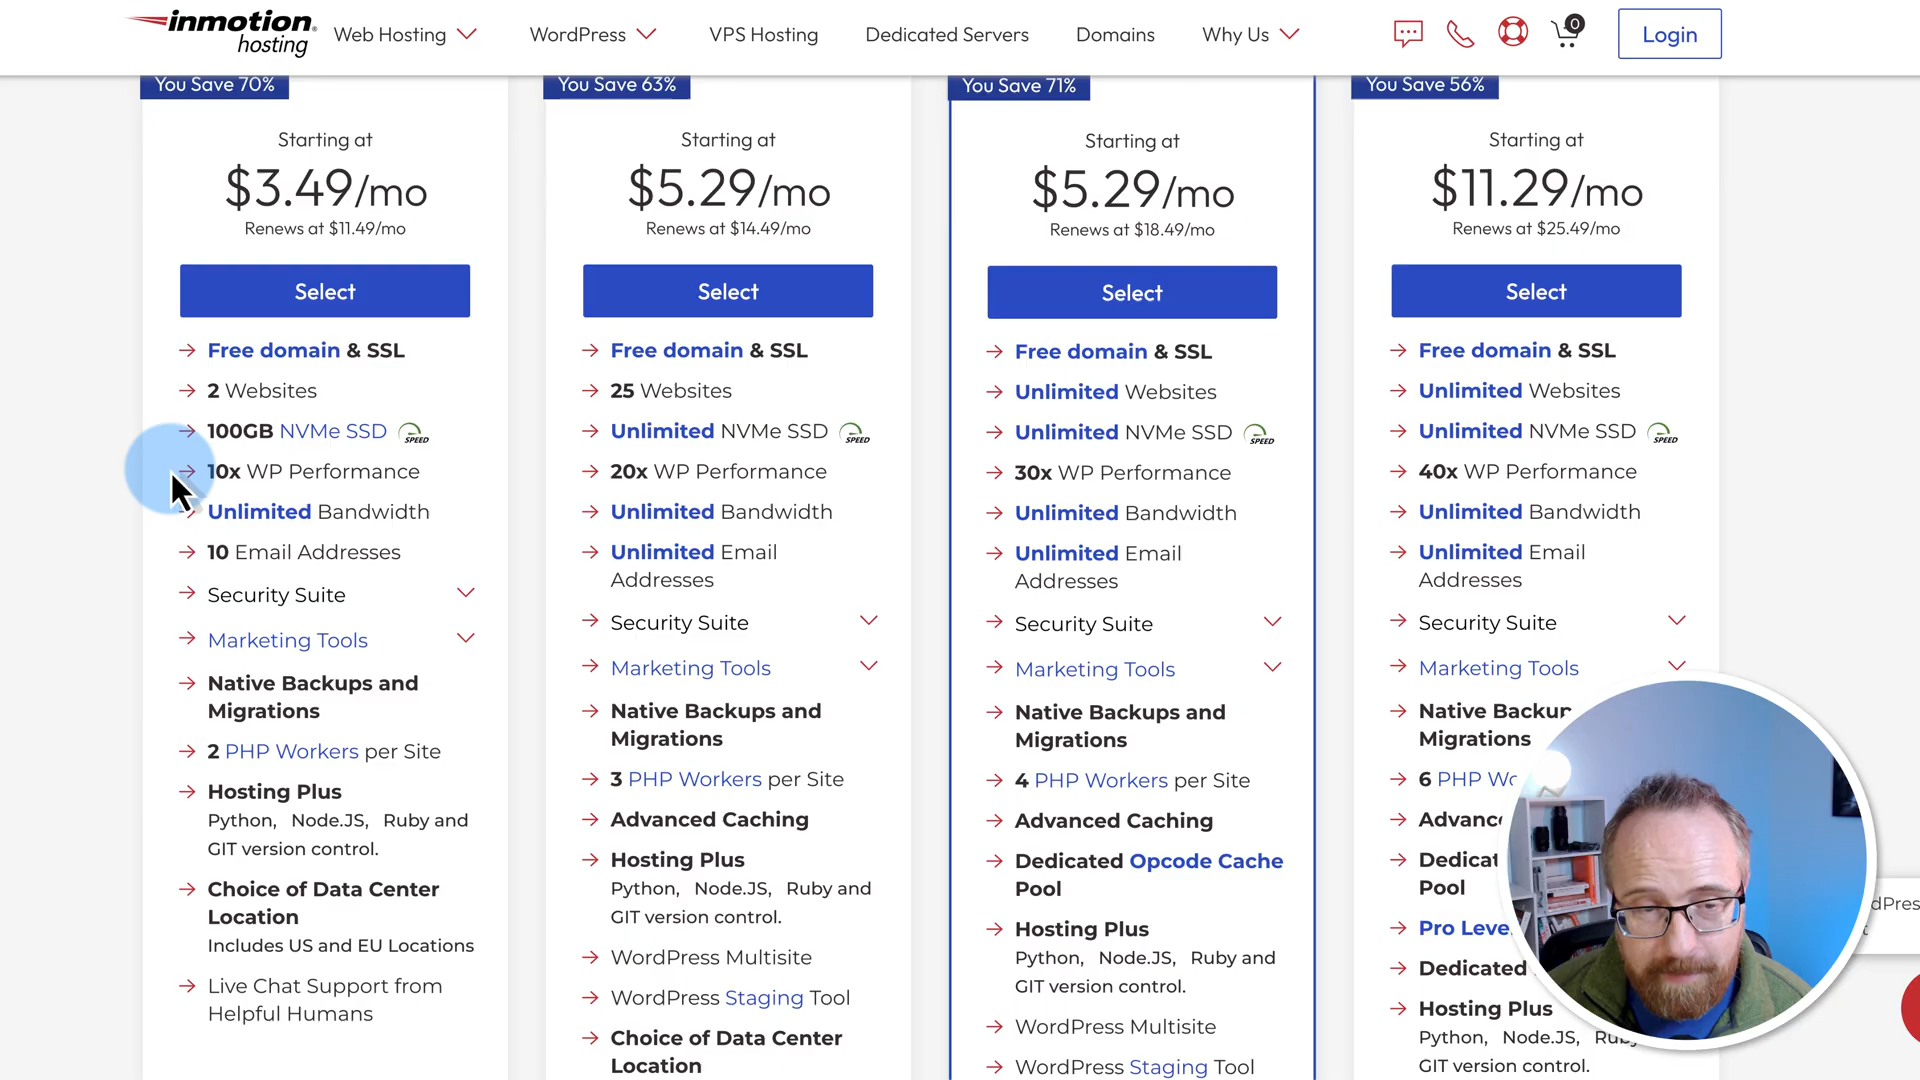 inmotion
hosting
Web Hosting
WordPress
VPS Hosting
Dedicated Servers
Domains
Why Us
0
Login
You Save 70%
Starting at
$3.49/mo
Renews at $11.49/mo
Select
Free domain & SSL
2 Websites
100GB NVMe SSD SPEED
10x WP Performance
Unlimited Bandwidth
10 Email Addresses
Security Suite
Marketing Tools
Native Backups and
Migrations
2 PHP Workers per Site
Hosting Plus
Python, Node.JS, Ruby and
GIT version control.
Choice of Data Center
Location
Includes US and EU Locations
Live Chat Support from
Helpful Humans
You Save 63%
Starting at
$5.29/mo
Renews at $14.49/mo
Select
Free domain & SSL
25 Websites
Unlimited NVMe SSD SPEED
20x WP Performance
Unlimited Bandwidth
Unlimited Email
Addresses
Security Suite
Marketing Tools
Native Backups and
Migrations
3 PHP Workers per Site
Advanced Caching
Hosting Plus
Python, Node.JS, Ruby and
GIT version control.
WordPress Multisite
WordPress Staging Tool
Choice of Data Center
Location
You Save 71%
Starting at
$5.29/mo
Renews at $18.49/mo
Select
Free domain & SSL
Unlimited Websites
Unlimited NVMe SSD SPEED
30x WP Performance
Unlimited Bandwidth
Unlimited Email
Addresses
Security Suite
Marketing Tools
Native Backups and
Migrations
4 PHP Workers per Site
Advanced Caching
Dedicated Opcode Cache
Pool
Hosting Plus
Python, Node.JS, Ruby and
GIT version control.
WordPress Multisite
WordPress Staging Tool
You Save 56%
Starting at
$11.29/mo
Renews at $25.49/mo
Select
Free domain & SSL
Unlimited Websites
Unlimited NVMe SSD SPEED
40x WP Performance
Unlimited Bandwidth
Unlimited Email
Addresses
Security Suite
Marketing Tools
Native Backup
Migrations
6 PHP Wo
Advanc
Dedicat
Pool
Pro Leve
Dedicated
Hosting Plus
Python, Node.JS, Ruby
GIT version control.
dPres